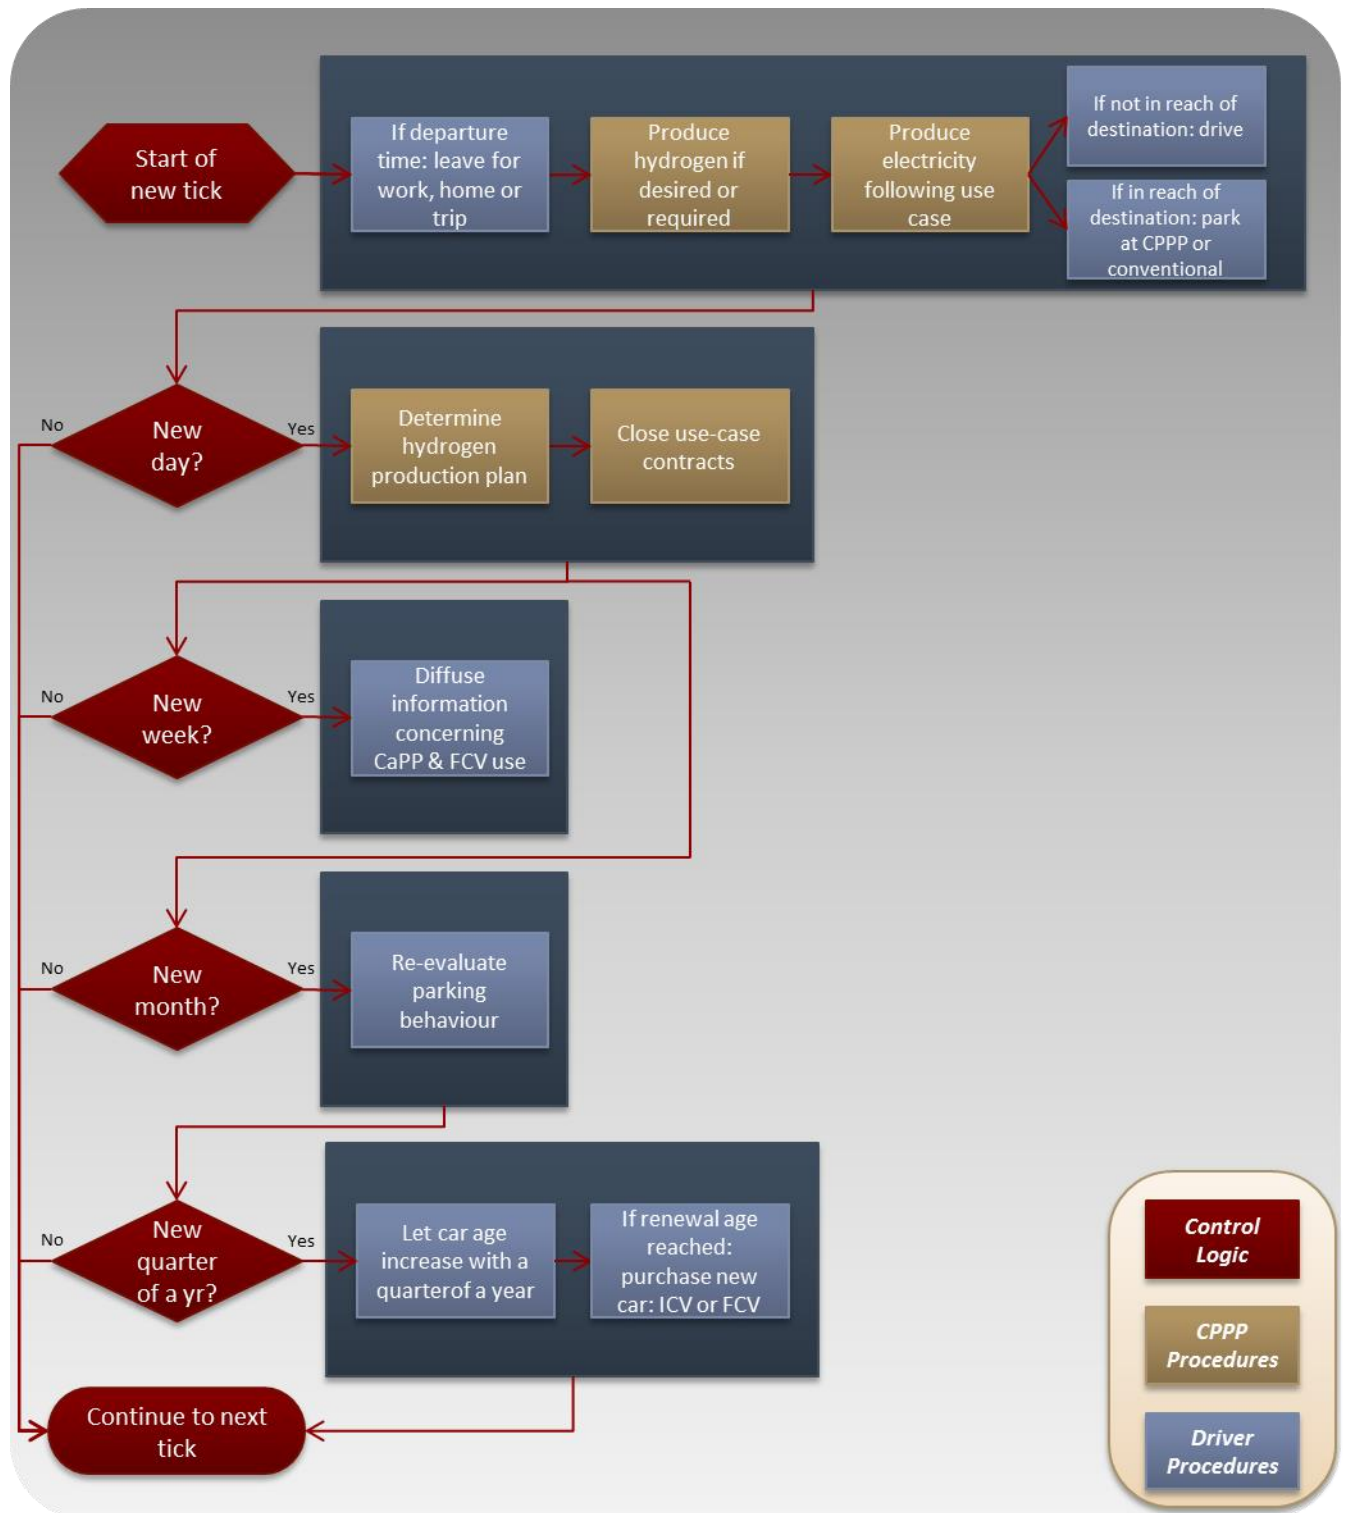 Start of
new tick
If departure
time: leave for
work, home or
trip
Produce
hydrogen if
desired or
required
Produce
electricity
following use
case
If not in reach of
destination: drive
If in reach of
destination: park
at CPPP or
conventional
No
New
day?
Yes
Determine
hydrogen
production plan
Close use-case
contracts
No
New
week?
Yes
Diffuse
information
concerning
CaPP & FCV use
No
New
month?
Yes
Re-evaluate
parking
behaviour
No
New
quarter
of a yr?
Yes
Let car age
increase with a
quarterof a year
If renewal age
reached:
purchase new
car: ICV or FCV
Continue to next
tick
Control
Logic
CPPP
Procedures
Driver
Procedures